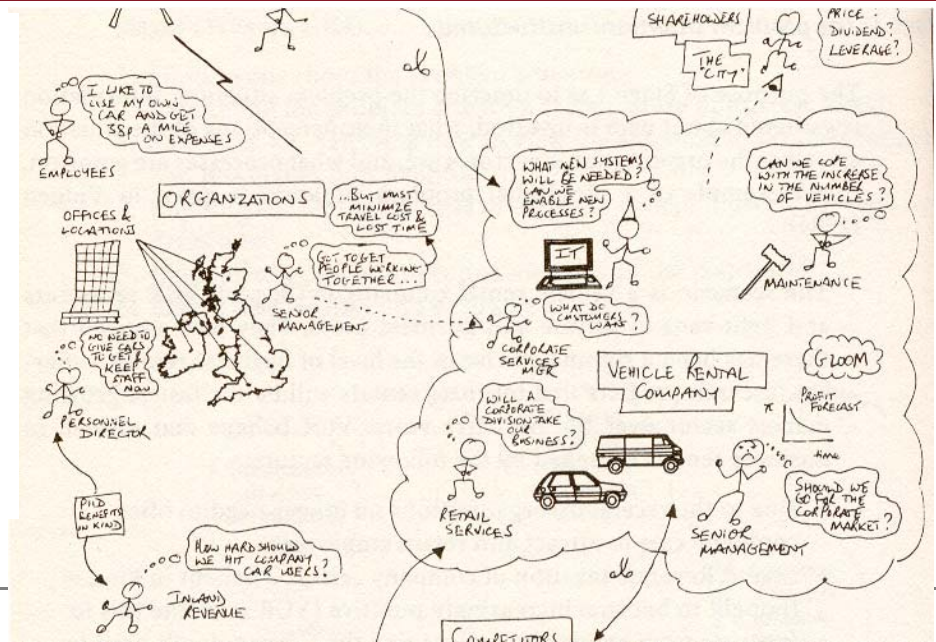 SHAREHOLDERS
THE
"CITY"
PRICE?
DIVIDEND?
LEVERAGE?
I LIKE TO
USE MY OWN
CAR AND GET
38p A MILE
ON EXPENSES
EMPLOYEES
ORGANIZATIONS
OFFICES &
LOCATIONS
...BUT MUST
MINIMIZE
TRAVEL COST &
LOST TIME
GOT TO GET
PEOPLE WORKING
TOGETHER...
SENIOR
MANAGEMENT
NO NEED TO
GIVE CARS
TO GET &
KEEP
STAFF
NOW
PERSONNEL
DIRECTOR
P11D
BENEFITS
IN KIND
HOW HARD SHOULD
WE HIT COMPANY
CAR USERS?
INLAND
REVENUE
WHAT NEW SYSTEMS
WILL BE NEEDED?
CAN WE
ENABLE NEW
PROCESSES?
IT
CAN WE COPE
WITH THE INCREASE
IN THE NUMBER
OF VEHICLES?
MAINTENANCE
WHAT DO
CUSTOMERS
WANT?
CORPORATE
SERVICES
MGR
VEHICLE RENTAL
COMPANY
GLOOM
PROFIT
FORECAST
time
WILL A
CORPORATE
DIVISION TAKE
OUR
BUSINESS?
RETAIL
SERVICES
SHOULD WE
GO FOR THE
CORPORATE
MARKET?
SENIOR
MANAGEMENT
COMPETITORS